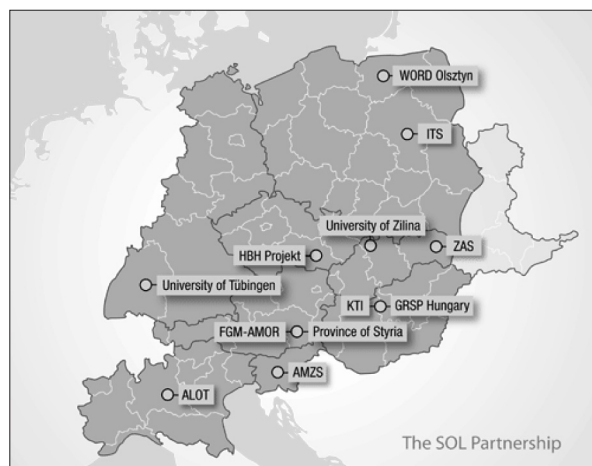 WORD Olsztyn
ITS
University of Zilina
HBH Projekt
ZAS
University of Tübingen
KTI
GRSP Hungary
FGM-AMOR
Province of Styria
AMZS
ALOT
The SOL Partnership